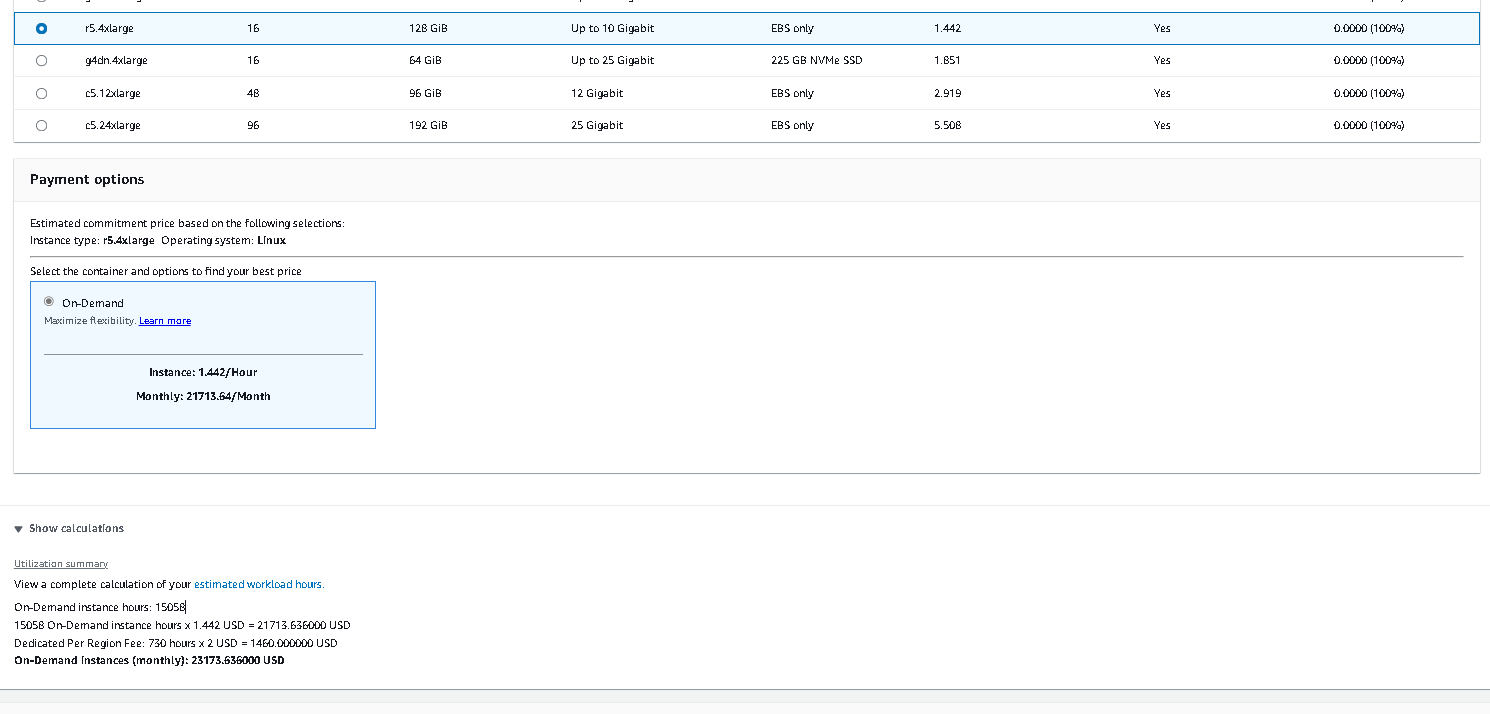 r5.4xlarge 16 128 GiB Up to 10 Gigabit EBS only 1.442 Yes 0.0000 (100%)
g4dn.4xlarge 16 64 GiB Up to 25 Gigabit 225 GB NVMe SSD 1.851 Yes 0.0000 (100%)
c5.12xlarge 48 96 GiB 12 Gigabit EBS only 2.919 Yes 0.0000 (100%)
c5.24xlarge 96 192 GiB 25 Gigabit EBS only 5.508 Yes 0.0000 (100%)
Payment options
Estimated commitment price based on the following selections:
Instance type: r5.4xlarge Operating system: Linux
Select the container and options to find your best price
On-Demand
Maximize flexibility. Learn more
Instance: 1.442/Hour
Monthly: 21713.64/Month
Show calculations
Utilization summary
View a complete calculation of your estimated workload hours.
On-Demand instance hours: 15058
15058 On-Demand instance hours x 1.442 USD = 21713.636000 USD
Dedicated Per Region Fee: 730 hours x 2 USD = 1460.000000 USD
On-Demand instances (monthly): 23173.636000 USD